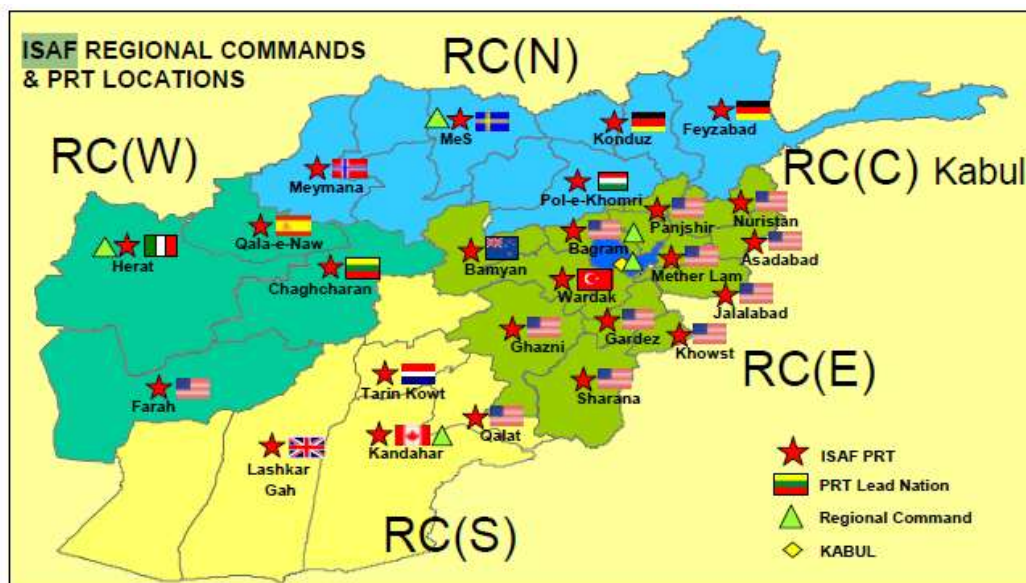 ISAF REGIONAL COMMANDS
& PRT LOCATIONS
RC(N)
RC(W)
RC(C) Kabul
MeS
Konduz
Feyzabad
Meymana
Pol-e-Khomri
Panjshir
Nuristan
Qala-e-Naw
Bagram
Asadabad
Herat
Bamyan
Mether Lam
Chaghcharan
Wardak
Jalalabad
Ghazni
Gardez
Khowst
RC(E)
Farah
Tarin Kowt
Sharana
Qalat
Kandahar
Lashkar
Gah
RC(S)
ISAF PRT
PRT Lead Nation
Regional Command
KABUL